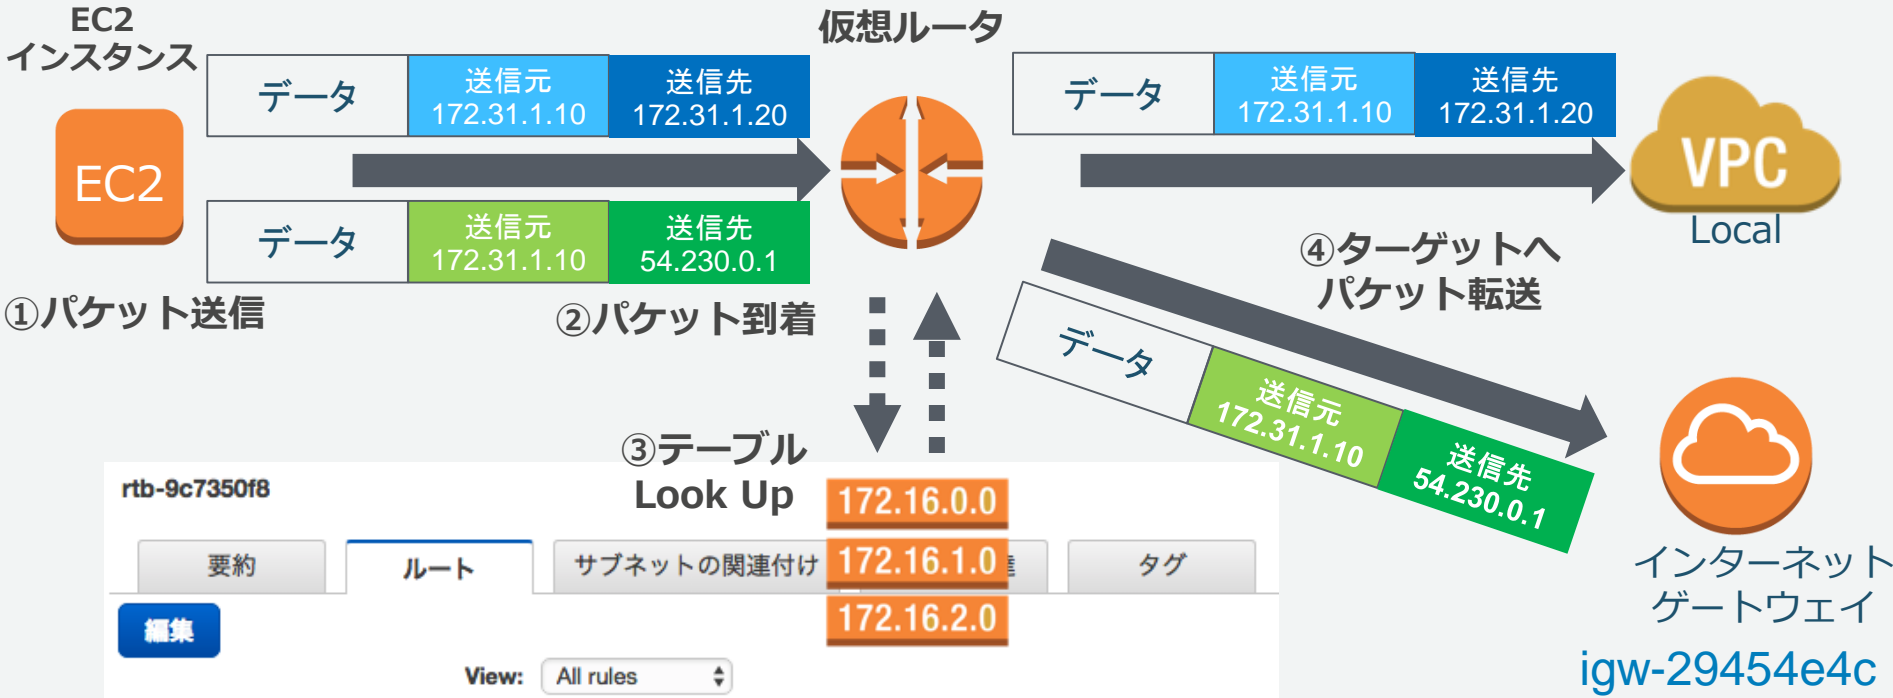 EC2
インスタンス
仮想ルータ
データ
送信元
172.31.1.10
送信先
172.31.1.20
データ
送信元
172.31.1.10
送信先
172.31.1.20
EC2
VPC
Local
データ
送信元
172.31.1.10
送信先
54.230.0.1
①パケット送信
②パケット到着
④ターゲットへ
パケット転送
データ
送信元
172.31.1.10
送信先
54.230.0.1
③テーブル
Look Up
rtb-9c7350f8
172.16.0.0
172.16.1.0
172.16.2.0
要約
ルート
サブネットの関連付け
タグ
編集
View:
All rules
インターネット
ゲートウェイ
igw-29454e4c